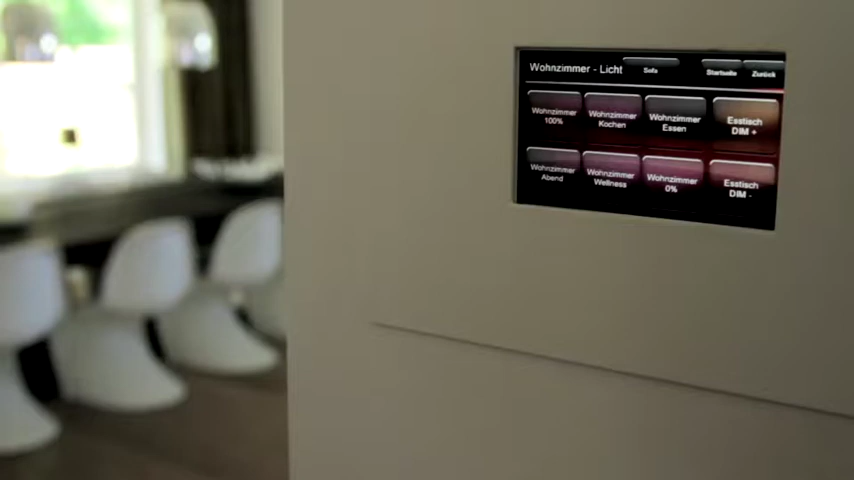 Wohnzimmer - Licht
Sofa
Startseite
Zurück
Wohnzimmer
100%
Wohnzimmer
Kochen
Wohnzimmer
Essen
Esstisch
DIM +
Wohnzimmer
Abend
Wohnzimmer
Wellness
Wohnzimmer
0%
Esstisch
DIM -